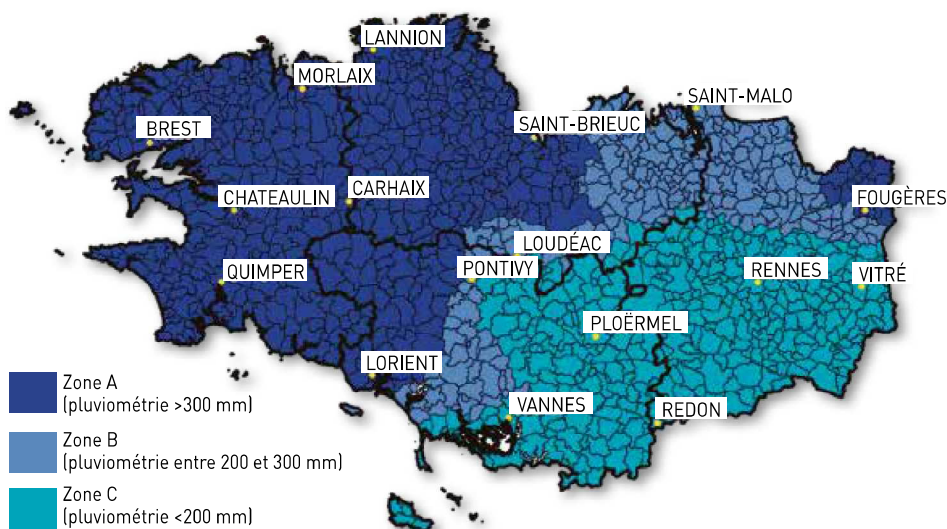 LANNION
MORLAIX
SAINT-MALO
BREST
SAINT-BRIEUC
CHATEAULIN
CARHAIX
FOUGÈRES
LOUDÉAC
QUIMPER
PONTIVY
RENNES
VITRÉ
PLOËRMEL
LORIENT
VANNES
REDON
Zone A
(pluviométrie >300 mm)
Zone B
(pluviométrie entre 200 et 300 mm)
Zone C
(pluviométrie <200 mm)